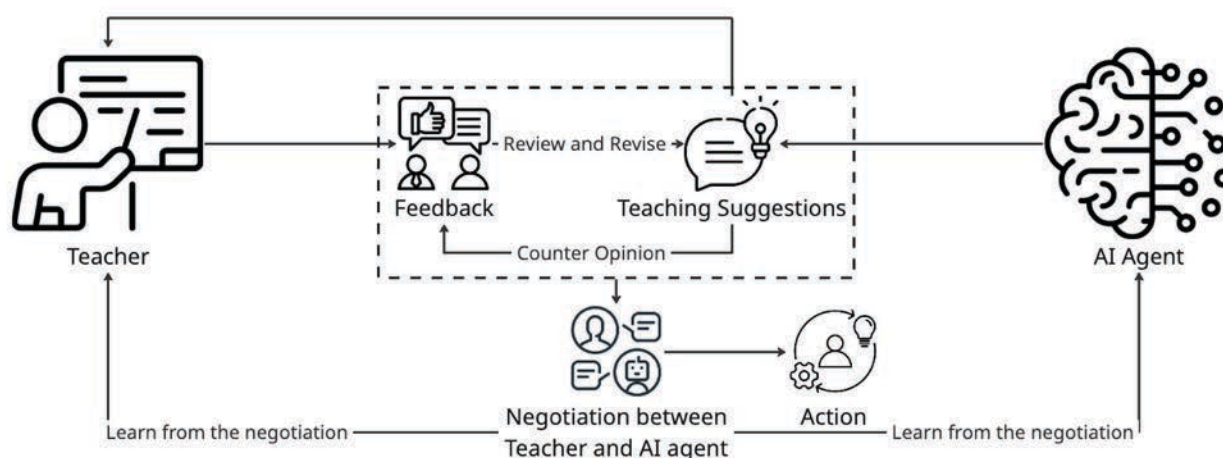 Review and Revise
Feedback
Teaching Suggestions
Teacher
Counter Opinion
AI Agent
Negotiation between
Teacher and AI agent
Action
Learn from the negotiation
Learn from the negotiation